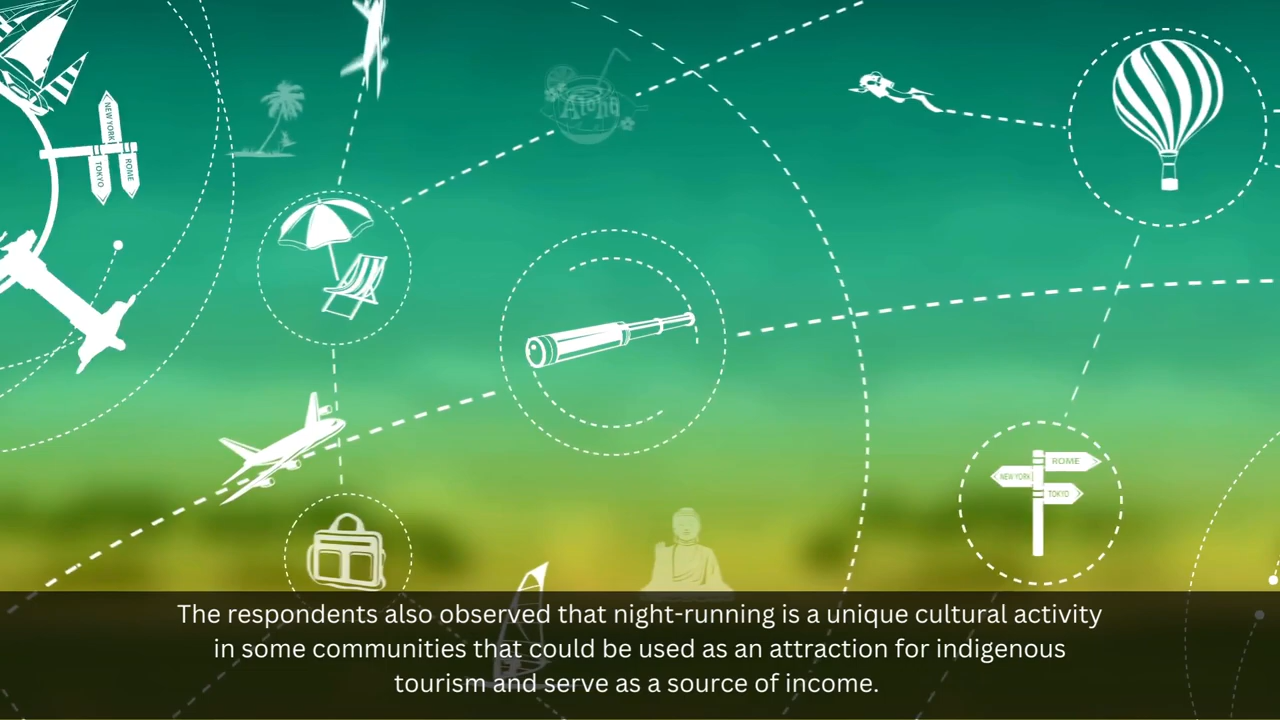 NEW YORK
TOKYO
ROME
Aloha
ROME
NEW YORK
TOKYO
The respondents also observed that night-running is a unique cultural activity
in some communities that could be used as an attraction for indigenous
tourism and serve as a source of income.